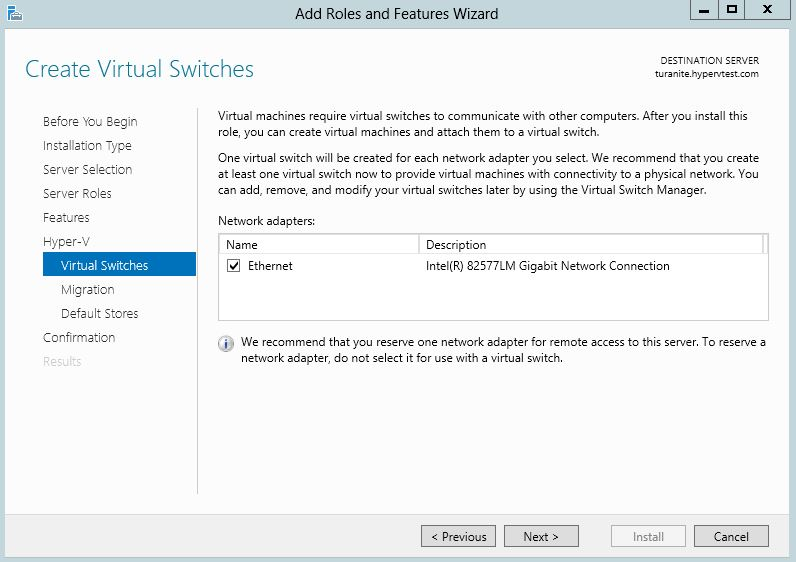 Add Roles and Features Wizard
Create Virtual Switches
DESTINATION SERVER
turanite.hypervtest.com
Before You Begin
Installation Type
Server Selection
Server Roles
Features
Hyper-V
Virtual Switches
Migration
Default Stores
Confirmation
Results
Virtual machines require virtual switches to communicate with other computers. After you install this
role, you can create virtual machines and attach them to a virtual switch.
One virtual switch will be created for each network adapter you select. We recommend that you create
at least one virtual switch now to provide virtual machines with connectivity to a physical network. You
can add, remove, and modify your virtual switches later by using the Virtual Switch Manager.
Network adapters:
Name Description
Ethernet Intel(R) 82577LM Gigabit Network Connection
We recommend that you reserve one network adapter for remote access to this server. To reserve a
network adapter, do not select it for use with a virtual switch.
< Previous Next > Install Cancel